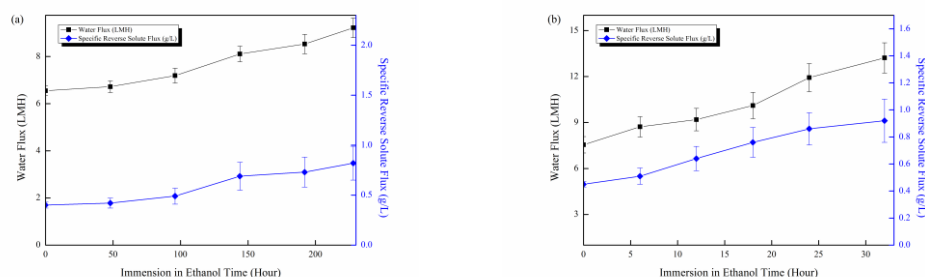 (a)
Water Flux (LMH)
Specific Reverse Solute Flux (g/L)
8
6
4
2
0
Water Flux (LMH)
2.0
1.5
1.0
0.5
0.0
Specific Reverse Solute
Flux (g/L)
0
50
100
150
200
Immension in Ethanol Time (Hour)
(b)
Water Flux (LMH)
Specific Reverse Solute Flux (g/L)
15
12
9
6
3
Water Flux (LMH)
1.6
1.4
1.2
1.0
0.8
0.6
0.4
0.2
0.0
Specific Reverse Solute
Flux (g/L)
0
5
10
15
20
25
30
Immersion in Ethanol Time (Hour)